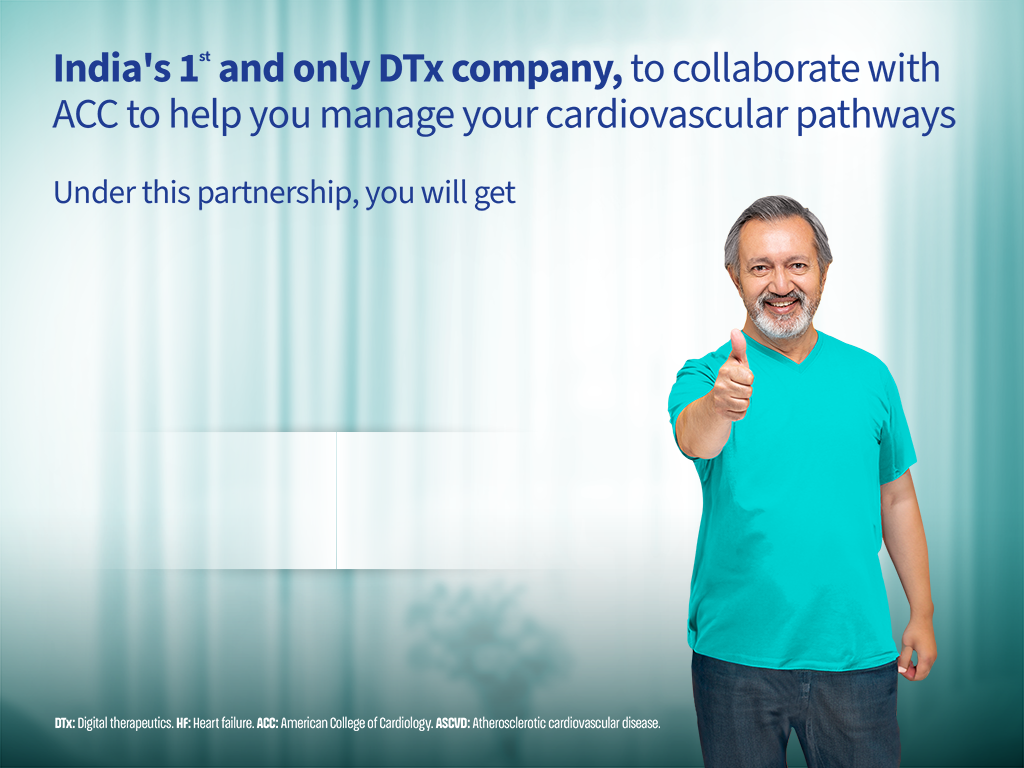 India's 1st and only DTx company, to collaborate with
ACC to help you manage your cardiovascular pathways
Under this partnership, you will get
DTx: Digital therapeutics. HF: Heart failure. ACC: American College of Cardiology. ASCVD: Atherosclerotic cardiovascular disease.